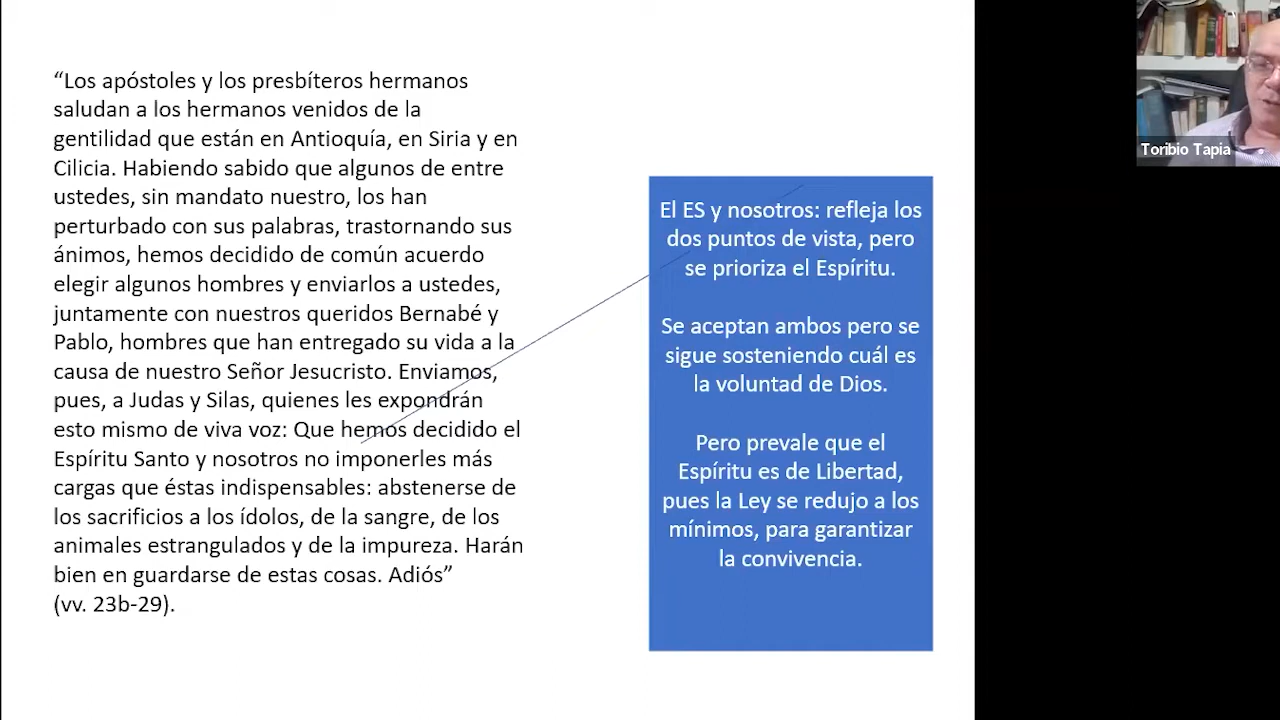 “Los apóstoles y los presbíteros hermanos
saludan a los hermanos venidos de la
gentilidad que están en Antioquía, en Siria y en
Cilicia. Habiendo sabido que algunos de entre
ustedes, sin mandato nuestro, los han
perturbado con sus palabras, trastornando sus
ánimos, hemos decidido de común acuerdo
elegir algunos hombres y enviarlos a ustedes,
juntamente con nuestros queridos Bernabé y
Pablo, hombres que han entregado su vida a la
causa de nuestro Señor Jesucristo. Enviamos,
pues, a Judas y Silas, quienes les expondrán
esto mismo de viva voz: Que hemos decidido el
Espíritu Santo y nosotros no imponerles más
cargas que éstas indispensables: abstenerse de
los sacrificios a los ídolos, de la sangre, de los
animales estrangulados y de la impureza. Harán
bien en guardarse de estas cosas. Adiós”
(vv. 23b-29).
El ES y nosotros: refleja los
dos puntos de vista, pero
se prioriza el Espíritu.
Se aceptan ambos pero se
sigue sosteniendo cuál es
la voluntad de Dios.
Pero prevale que el
Espíritu es de Libertad,
pues la Ley se redujo a los
mínimos, para garantizar
la convivencia.
Toribio Tapia